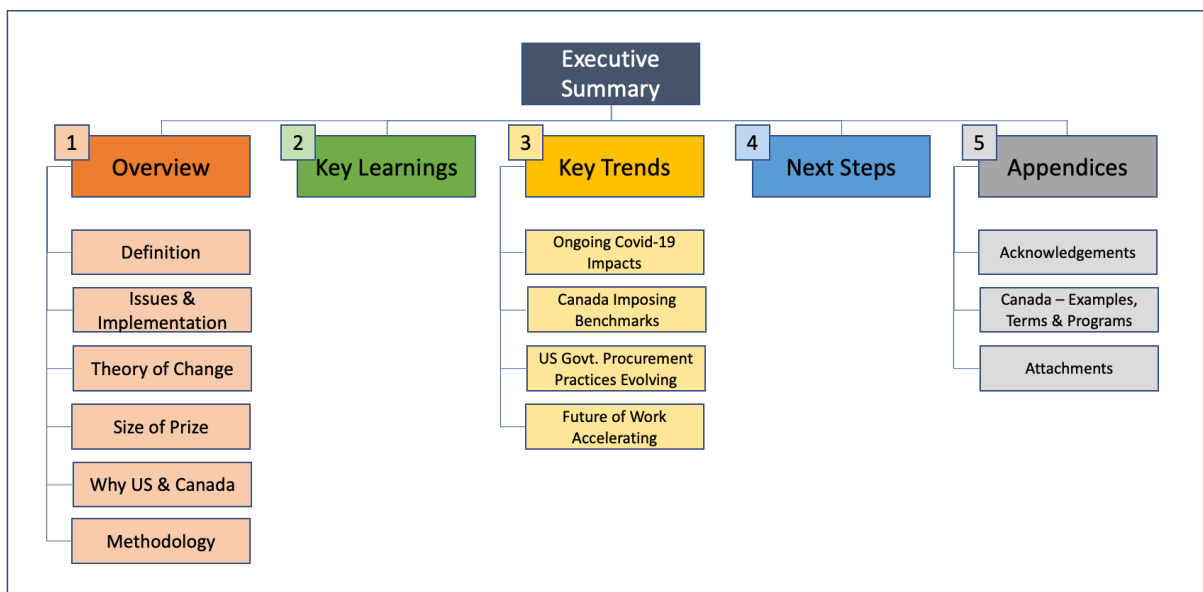 Executive
Summary
1
Overview
2
Key Learnings
3
Key Trends
4
Next Steps
5
Appendices
Definition
Issues &
Implementation
Theory of Change
Size of Prize
Why US & Canada
Methodology
Ongoing Covid-19
Impacts
Canada Imposing
Benchmarks
US Govt. Procurement
Practices Evolving
Future of Work
Accelerating
Acknowledgements
Canada – Examples,
Terms & Programs
Attachments